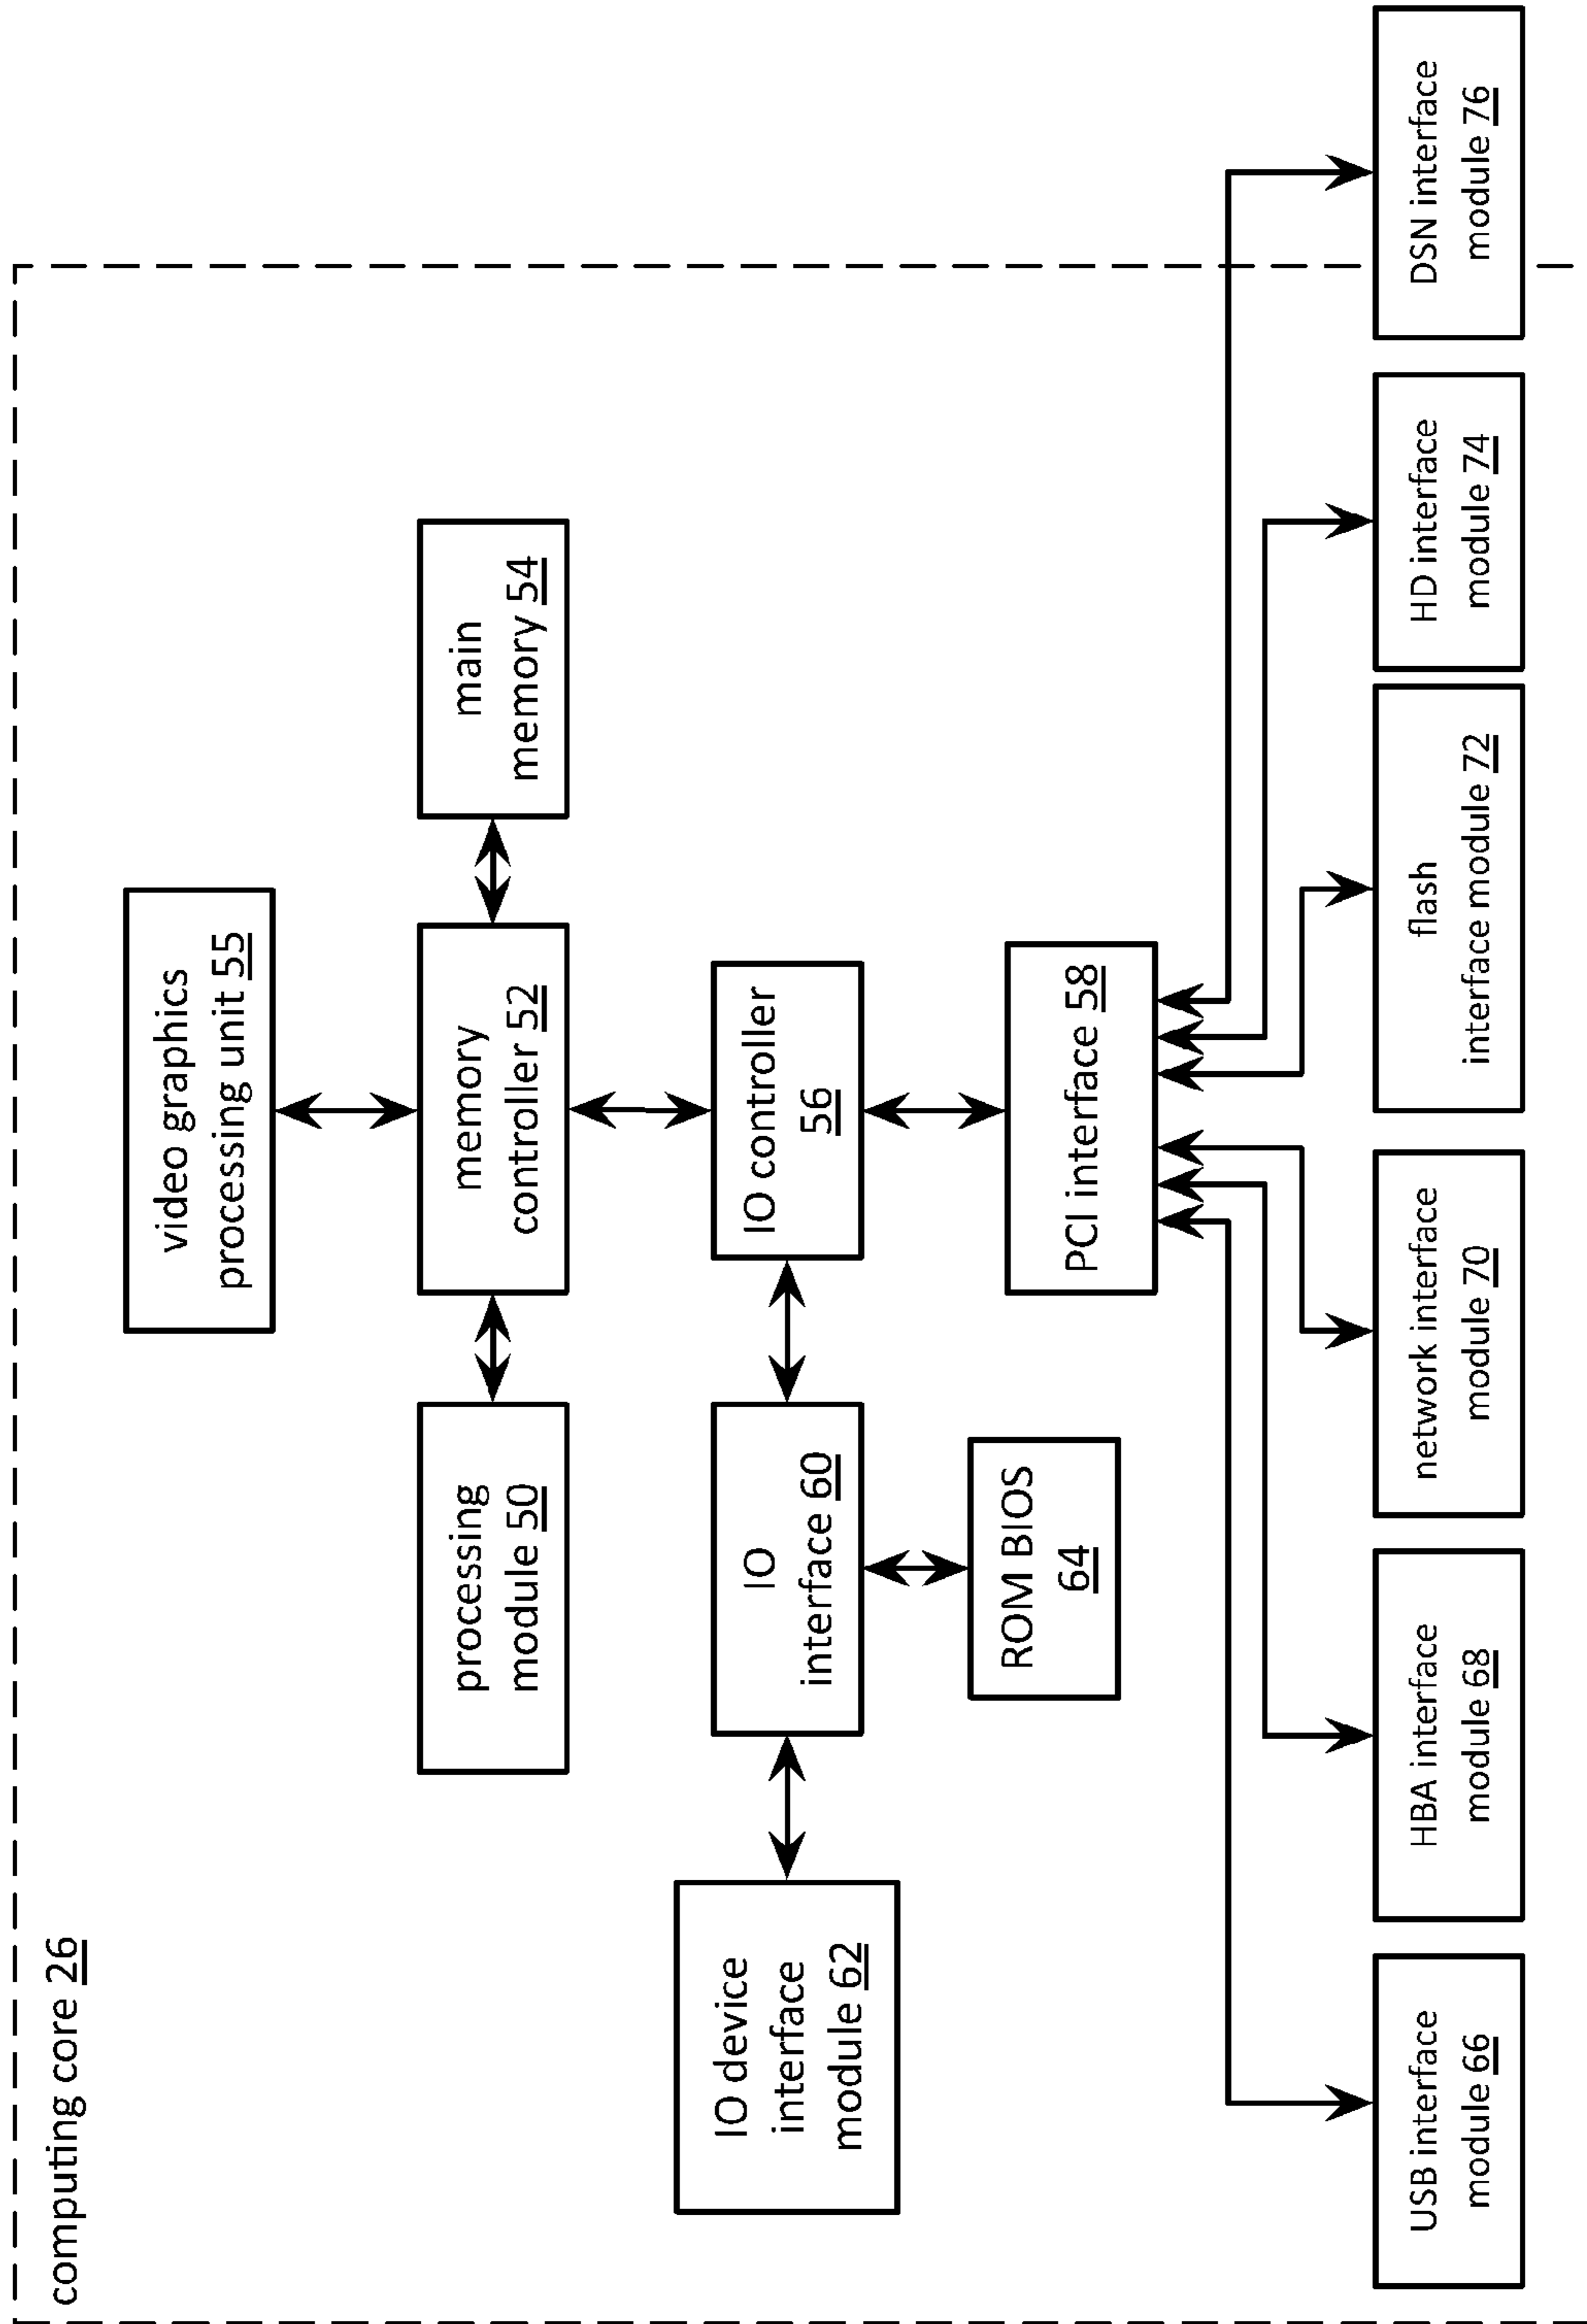 computing core 26
video graphics
processing unit 55
processing
module 50
memory
controller 52
main
memory 54
IO device
interface
module 62
IO
interface 60
IO controller
56
ROM BIOS
64
PCI interface 58
USB interface
module 66
HBA interface
module 68
network interface
module 70
flash
interface module 72
HD interface
module 74
DSN interface
module 76